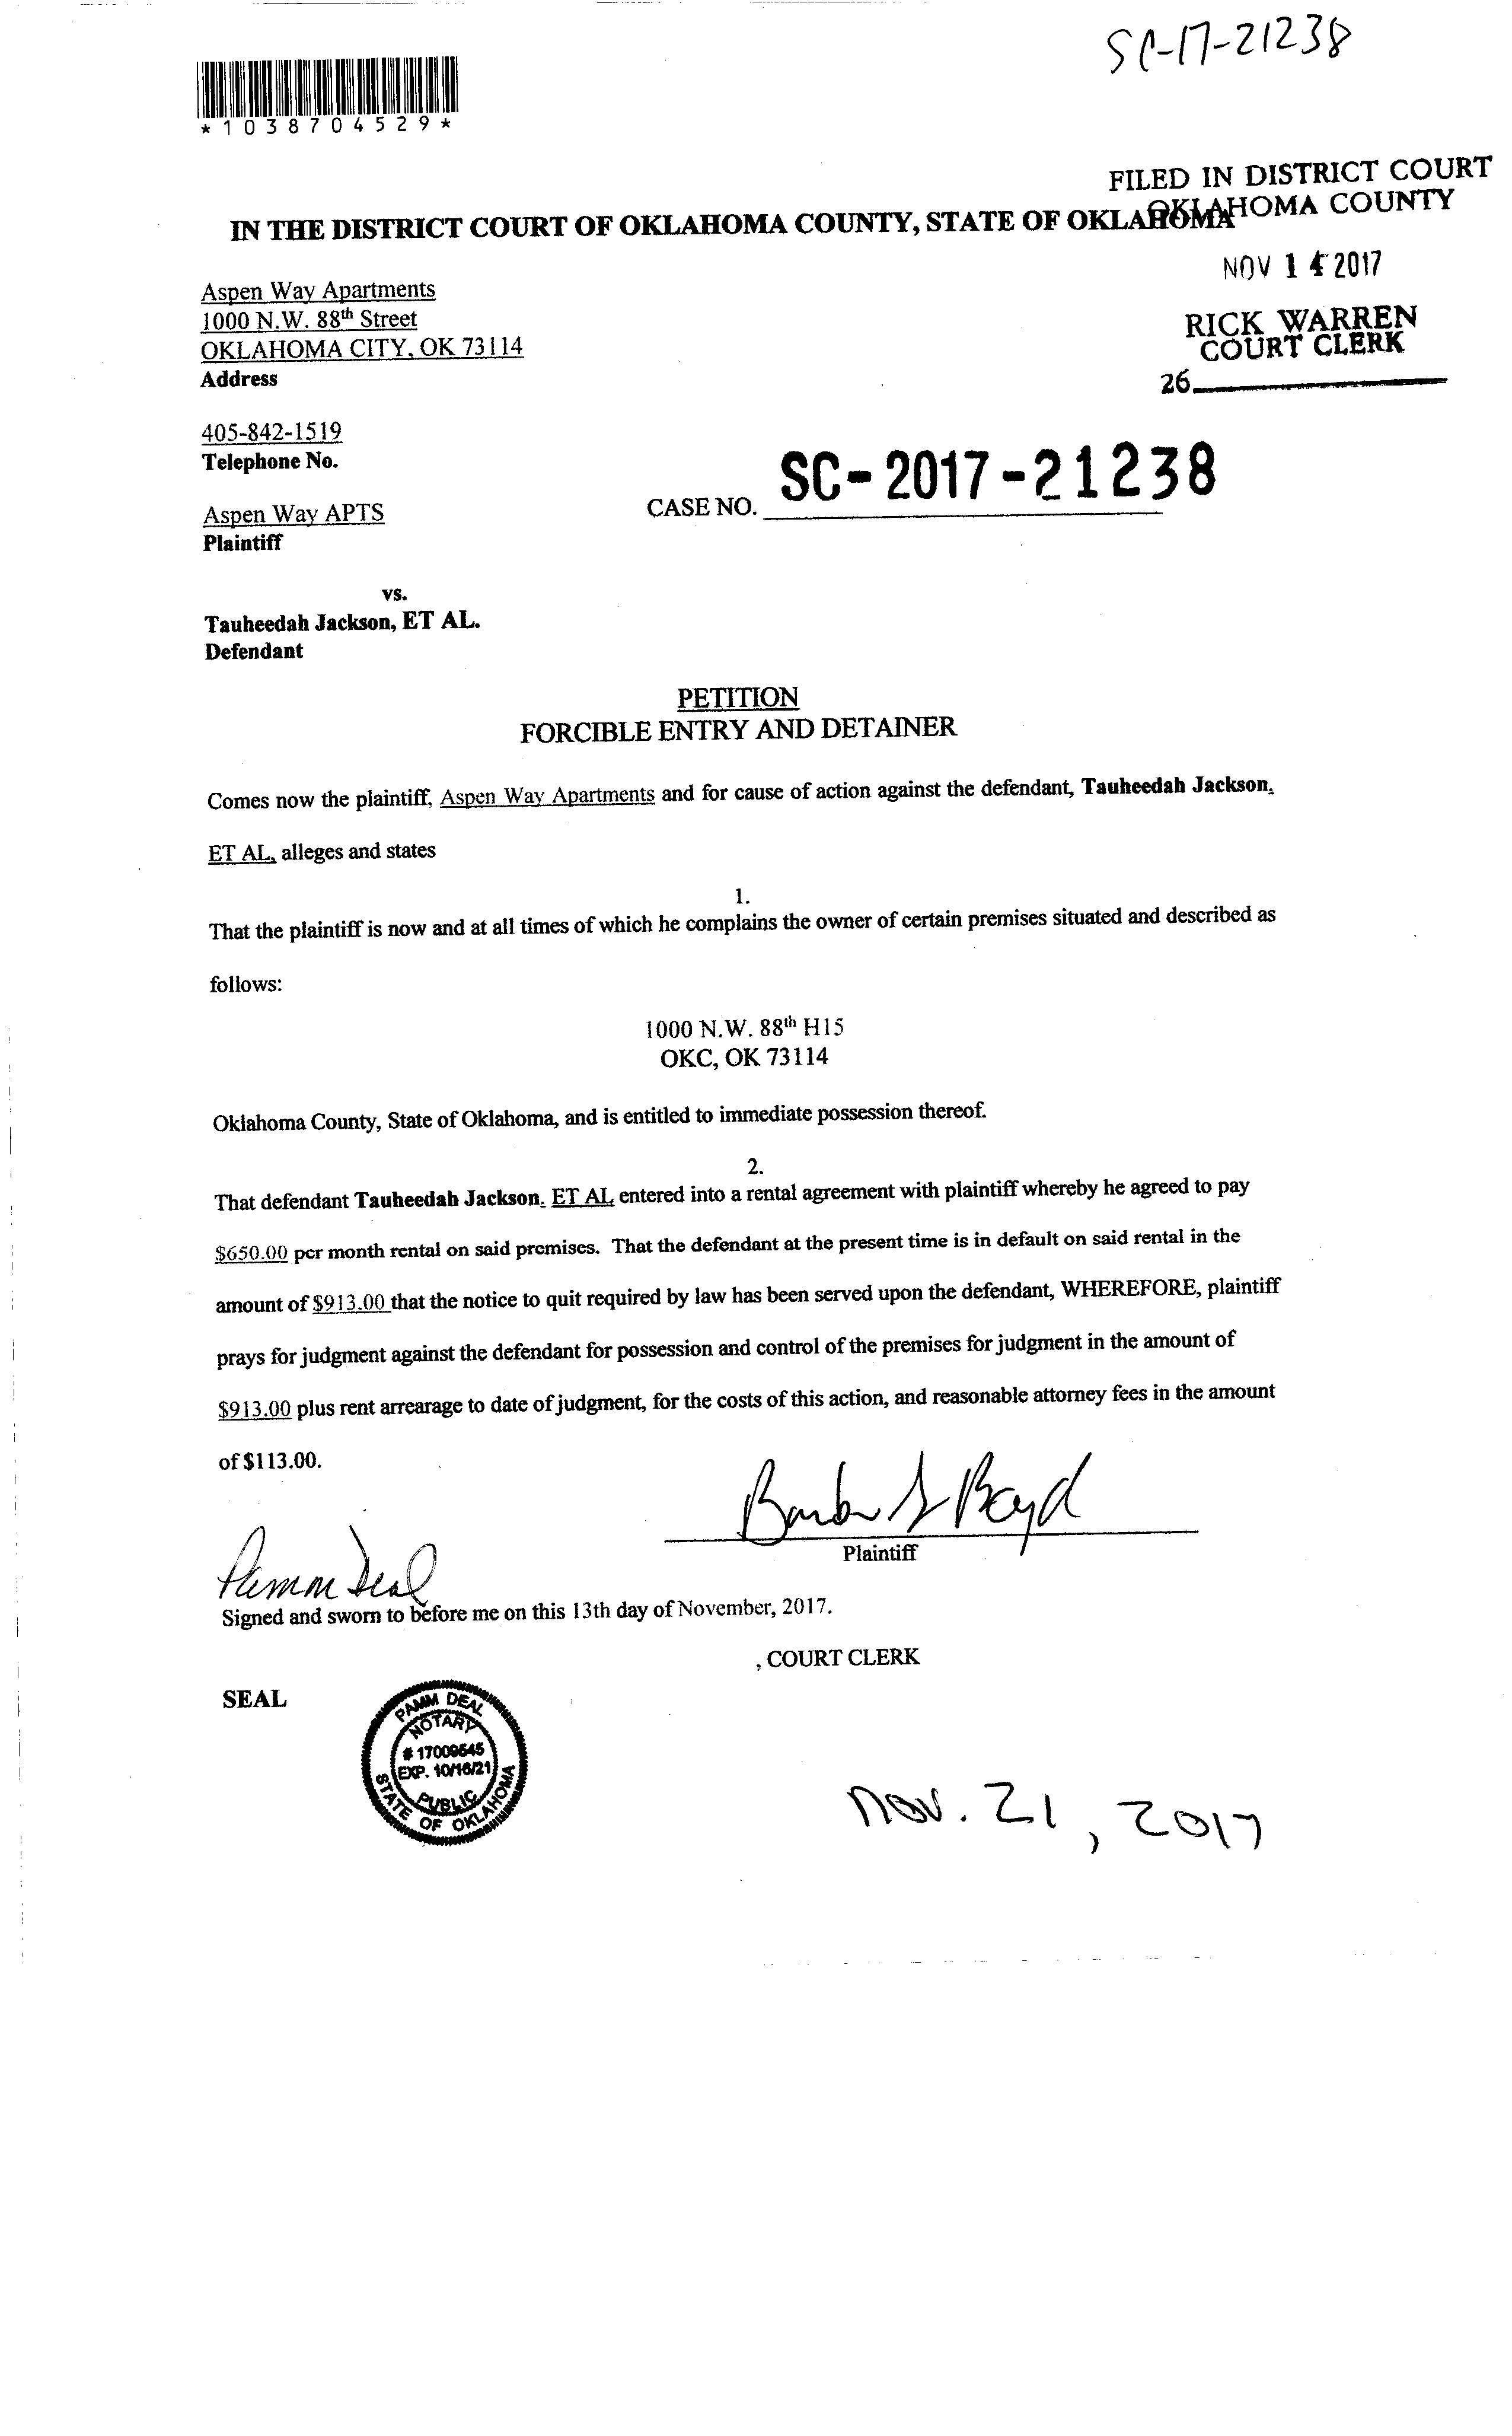 SC-17-21238
*1038704529*
FILED IN DISTRICT COURT
OKLAHOMA COUNTY
IN THE DISTRICT COURT OF OKLAHOMA COUNTY, STATE OF OKLAHOMA
NOV 14 2017
RICK WARREN
COURT CLERK
26
Aspen Way Apartments
1000 N.W. 88th Street
OKLAHOMA CITY, OK 73114
Address
405-842-1519
Telephone No.
CASE NO. SC-2017-21238
Aspen Way APTS
Plaintiff
vs.
Tauheedah Jackson, ET AL.
Defendant
PETITION
FORCIBLE ENTRY AND DETAINER
Comes now the plaintiff, Aspen Way Apartments and for cause of action against the defendant, Tauheedah Jackson,
ET AL, alleges and states
1.
That the plaintiff is now and at all times of which he complains the owner of certain premises situated and described as
follows:
1000 N.W. 88th H15
OKC, OK 73114
Oklahoma County, State of Oklahoma, and is entitled to immediate possession thereof.
2.
That defendant Tauheedah Jackson. ET AL entered into a rental agreement with plaintiff whereby he agreed to pay
$650.00 per month rental on said premises. That the defendant at the present time is in default on said rental in the
amount of $913.00 that the notice to quit required by law has been served upon the defendant, WHEREFORE, plaintiff
prays for judgment against the defendant for possession and control of the premises for judgment in the amount of
$913.00 plus rent arrearage to date of judgment, for the costs of this action, and reasonable attorney fees in the amount
of $113.00.
Boyd
Plaintiff
Pamm Deal
Signed and sworn to before me on this 13th day of November, 2017.
, COURT CLERK
SEAL
PAMM DEAL
NOTARY
# 17009545
EXP. 10/16/21
PUBLIC
STATE OF OKLAHOMA
Nov. 21, 2017